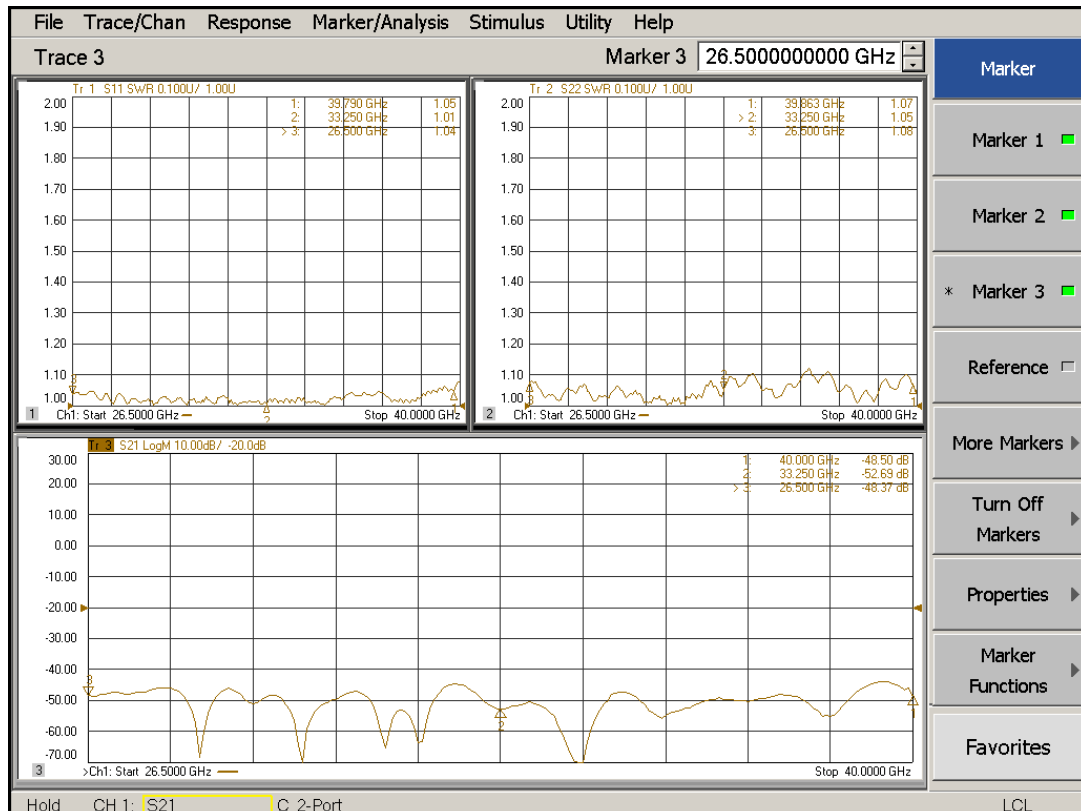 File Trace/Chan Response Marker/Analysis Stimulus Utility Help
Trace 3 Marker 3 26.5000000000 GHz
Tr 1 S11 SWR 0.100U/ 1.00U
2.00
1.90
1.80
1.70
1.60
1.50
1.40
1.30
1.20
1.10
1.00
1: 39.790 GHz 1.05
2: 33.250 GHz 1.01
> 3: 26.500 GHz 1.04
3
2
1
1 Ch1: Start 26.5000 GHz Stop 40.0000 GHz
Tr 2 S22 SWR 0.100U/ 1.00U
2.00
1.90
1.80
1.70
1.60
1.50
1.40
1.30
1.20
1.10
1.00
1: 39.863 GHz 1.07
> 2: 33.250 GHz 1.05
3: 26.500 GHz 1.08
3
2
1
2 Ch1: Start 26.5000 GHz Stop 40.0000 GHz
Tr 3 S21 LogM 10.00dB/ -20.0dB
30.00
20.00
10.00
0.00
-10.00
-20.00
-30.00
-40.00
-50.00
-60.00
-70.00
1: 40.000 GHz -48.50 dB
2: 33.250 GHz -52.69 dB
> 3: 26.500 GHz -48.37 dB
3
2
1
3 >Ch1: Start 26.5000 GHz Stop 40.0000 GHz
Marker
Marker 1
Marker 2
* Marker 3
Reference
More Markers
Turn Off
Markers
Properties
Marker
Functions
Favorites
Hold CH 1: S21 C 2-Port LCL